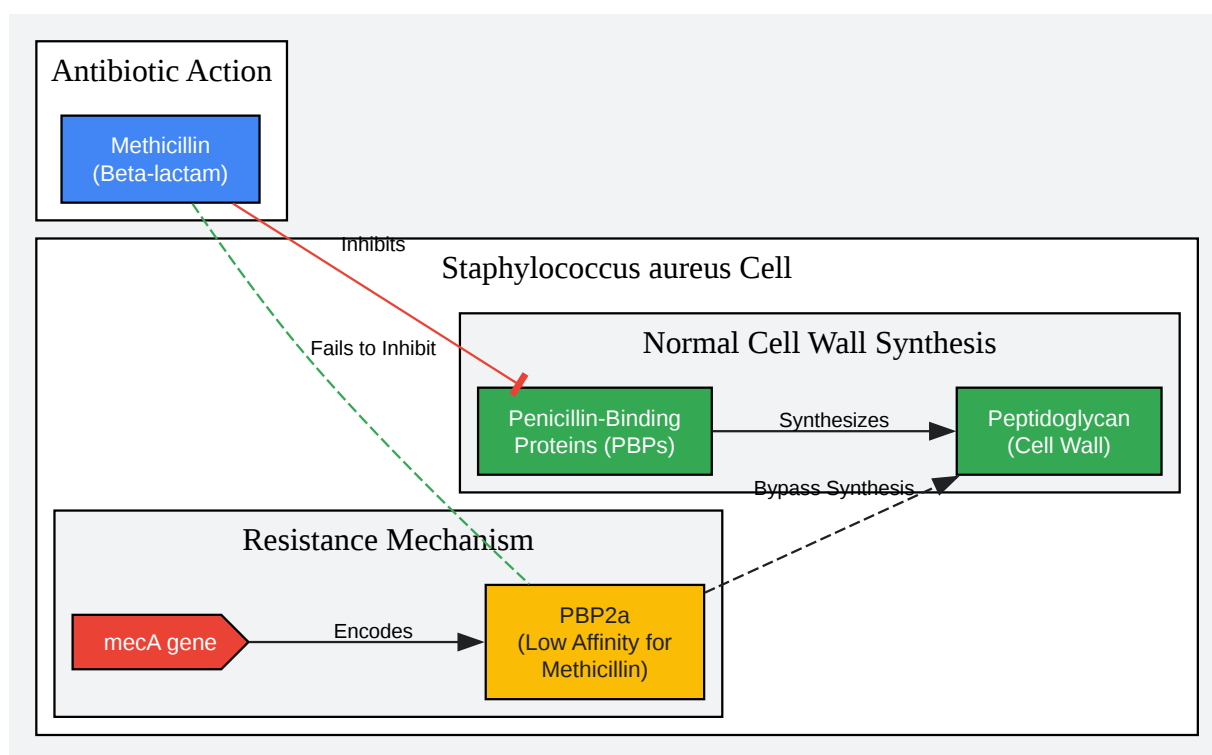 Antibiotic Action
Methicillin
(Beta-lactam)
Inhibits
Staphylococcus aureus Cell
Fails to Inhibit
Normal Cell Wall Synthesis
Penicillin-Binding
Proteins (PBPs)
Synthesizes
Peptidoglycan
(Cell Wall)
Bypass Synthesis
Resistance Mechanism
mecA gene
Encodes
PBP2a
(Low Affinity for
Methicillin)